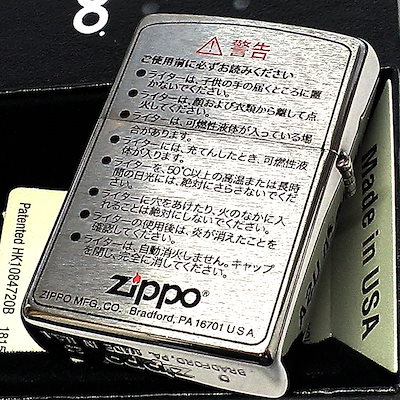 8.
⚠警告
ご使用前に必ずお読みください
●ライターは、子供の手の届くところに置
かないでください。
●ライターは、顔および衣類から離して点
火してください。
●ライターは、可燃性液体が入っている場
合があります。
●ライターには、充てんしたとき、可燃性液
体が入ります。
●ライターを、50℃以上の高温または長時
間の日光には、絶対にさらさないでくだ
さい。
●ライターに穴をあけたり、火のなかに入
れることは絶対にしないでください。
●ライターの使用後は、炎が消えたことを
確認してください。
●ライターは、自動消火しません。キャップ
を閉し、完全に消してください。
Zippo
ZIPPO MFG. CO. Bradford, PA 16701 U.S.A
BRADFORD, PA.
Zippo
MADE IN
Patented HK1084720B
1815
Made in USA